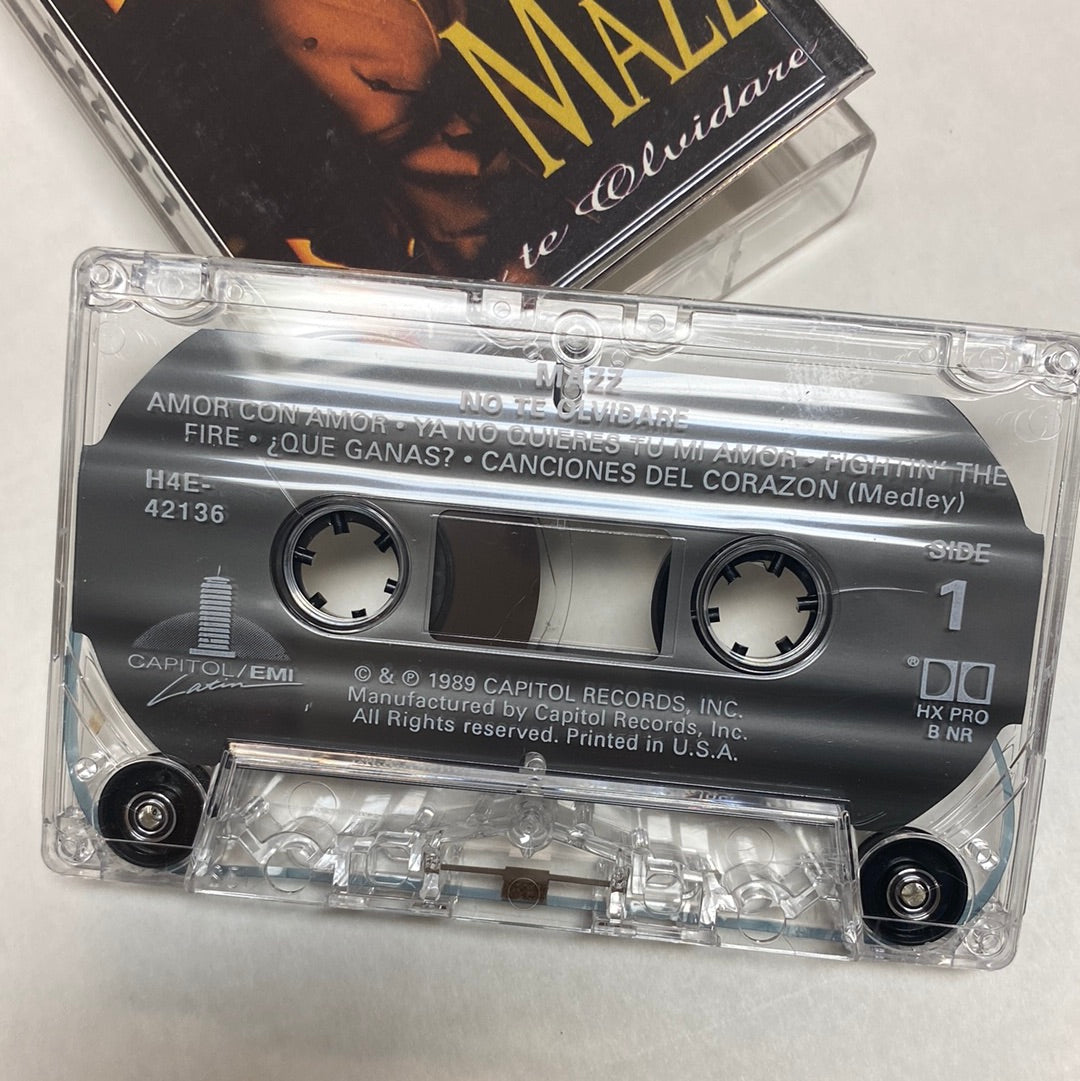 MAZZ
te Olvidare
MAZZ
NO TE OLVIDARE
AMOR CON AMOR • YA NO QUIERES TU MI AMOR • FIGHTIN' THE
FIRE • ¿QUE GANAS? • CANCIONES DEL CORAZON (Medley)
H4E-
42136
SIDE
1
CAPITOL/EMI
Latin
© & ℗ 1989 CAPITOL RECORDS, INC.
Manufactured by Capitol Records, Inc.
All Rights reserved. Printed in U.S.A.
®
HX PRO
B NR